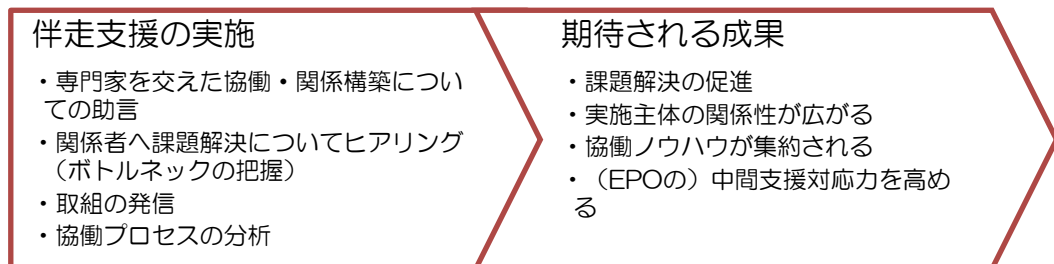 伴走支援の実施
・専門家を交えた協働・関係構築につい
ての助言
・関係者へ課題解決についてヒアリング
（ボトルネックの把握）
・取組の発信
・協働プロセスの分析
期待される成果
・課題解決の促進
・実施主体の関係性が広がる
・協働ノウハウが集約される
・（EPOの）中間支援対応力を高め
る